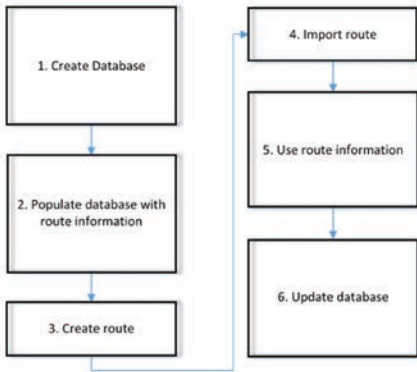 1. Create Database
2. Populate database with
route information
3. Create route
4. Import route
5. Use route information
6. Update database